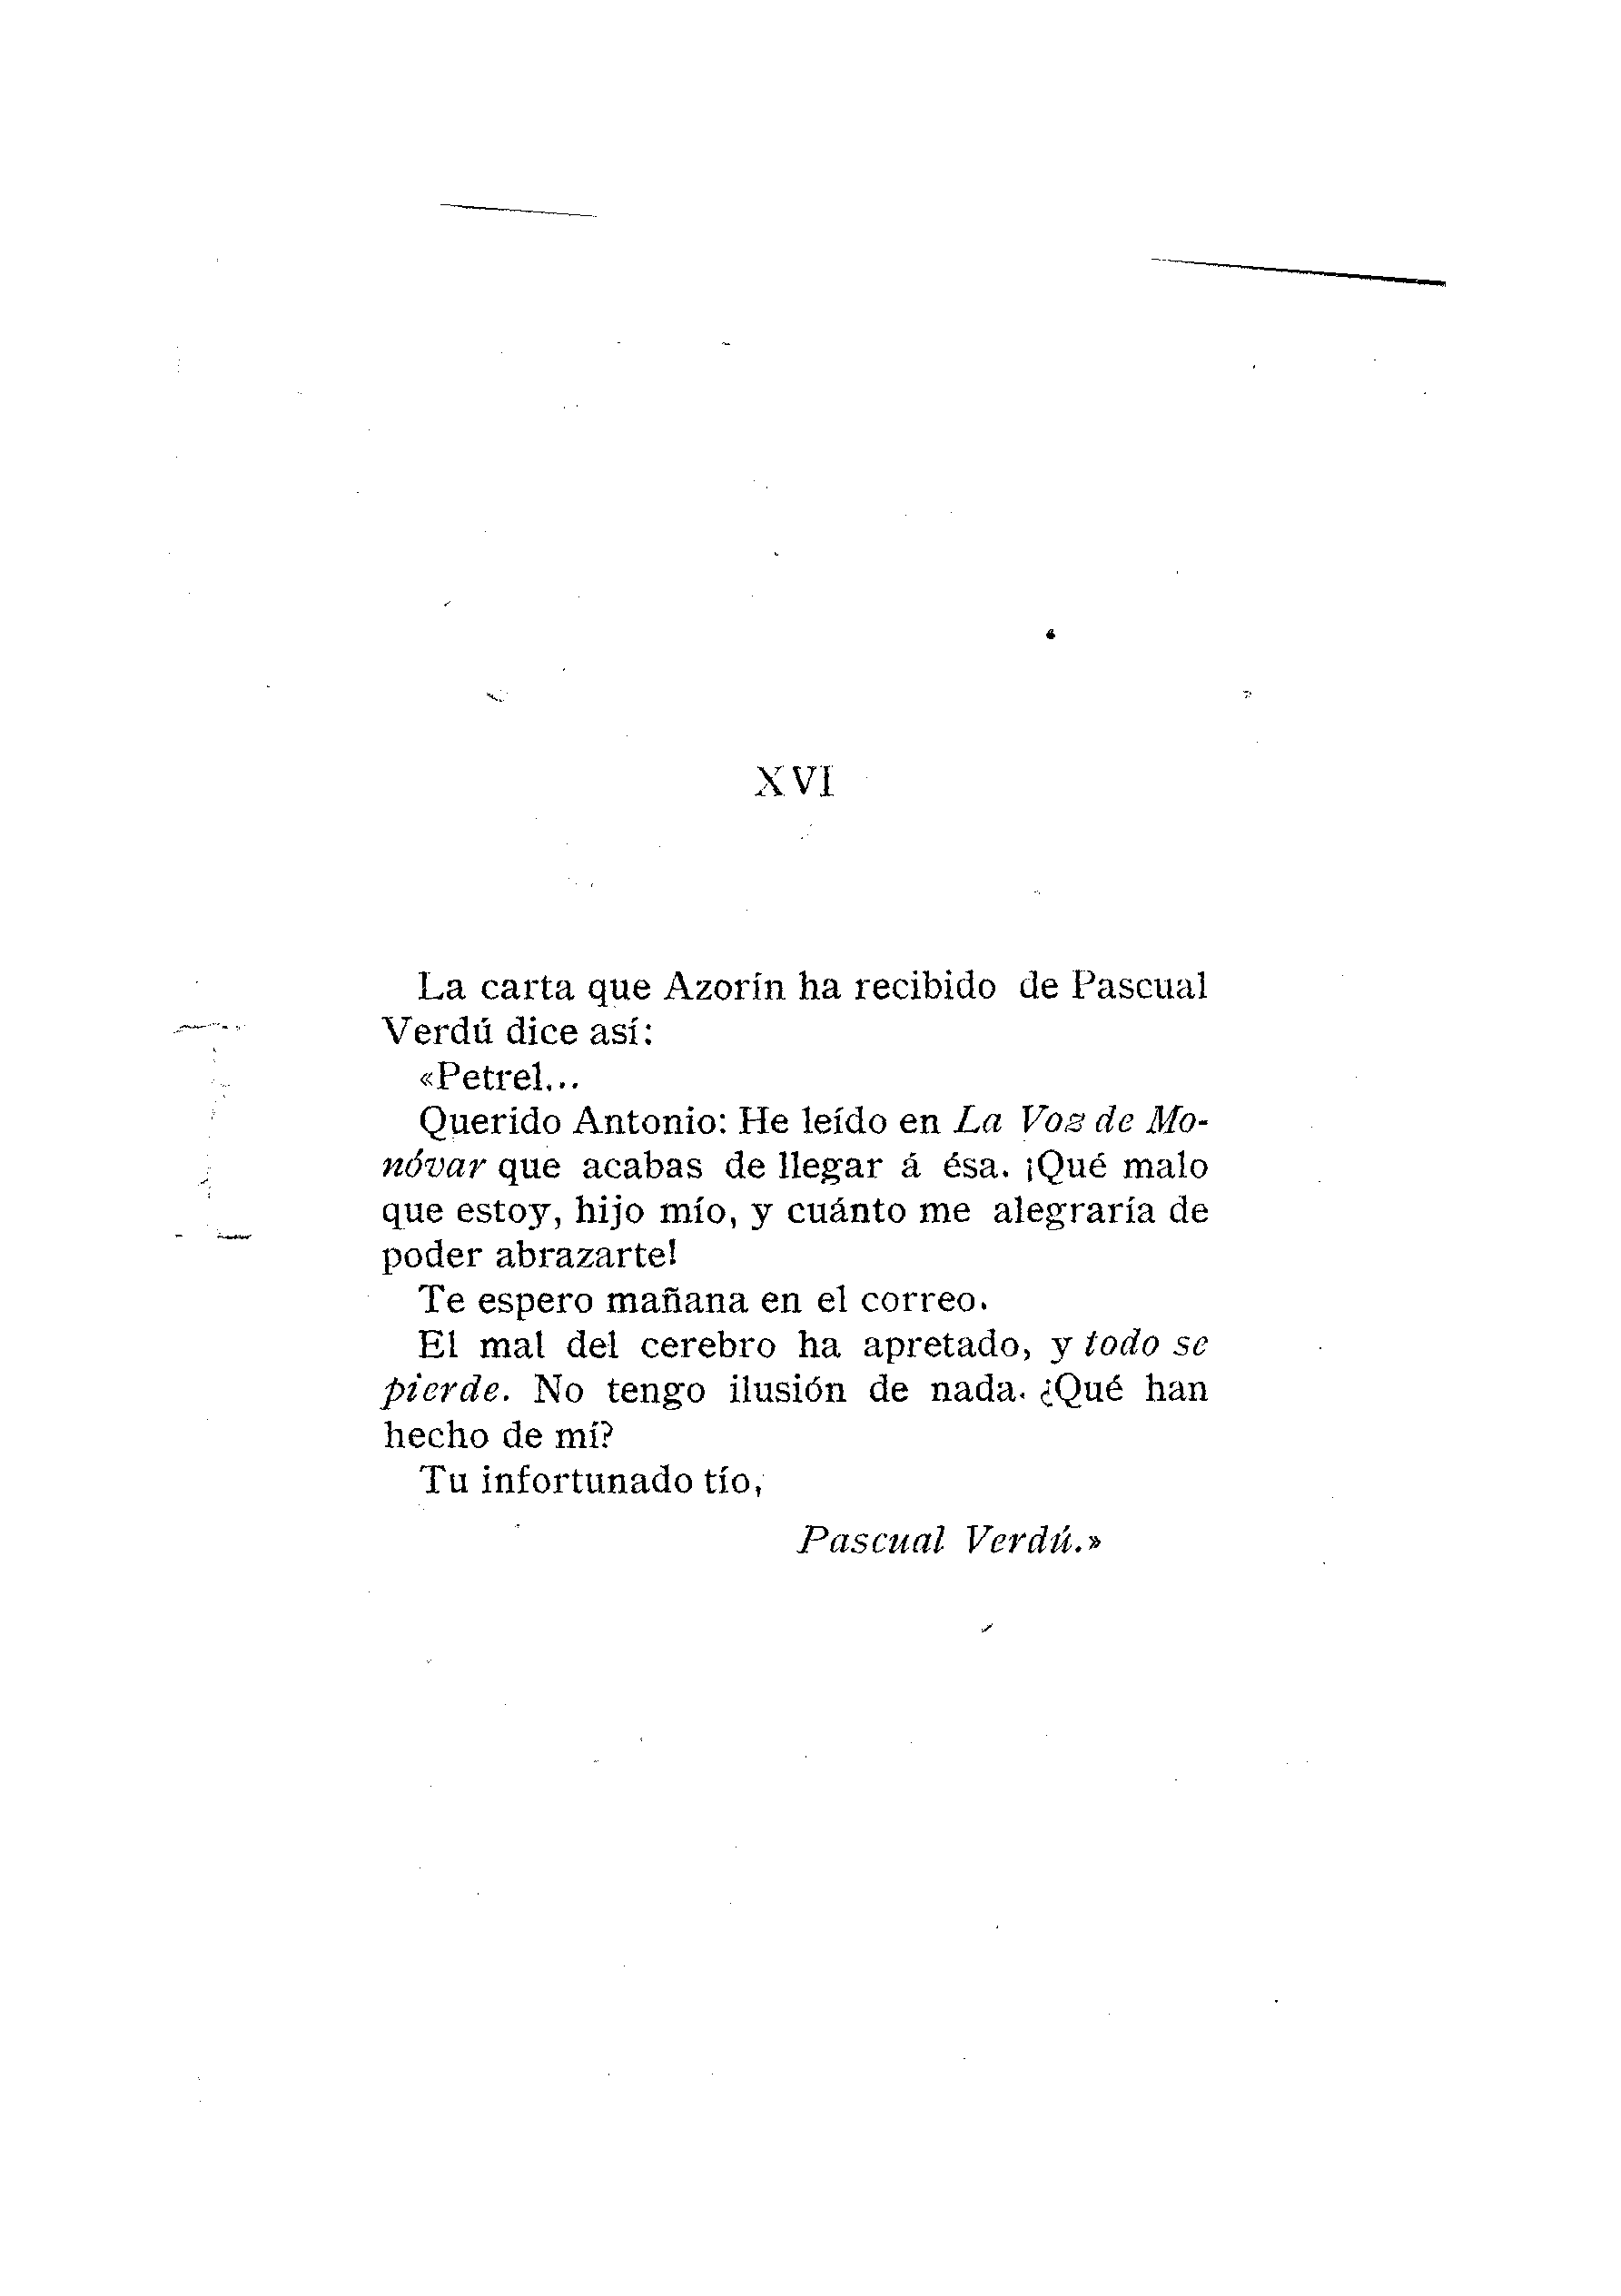 XVI
La carta que Azorín ha recibido de Pascual
Verdú dice así:
«Petrel...
Querido Antonio: He leído en La Voz de Mo-
nóvar que acabas de llegar á ésa. ¡Qué malo
que estoy, hijo mío, y cuánto me alegraría de
poder abrazarte!
Te espero mañana en el correo.
El mal del cerebro ha apretado, y todo se
pierde. No tengo ilusión de nada. ¿Qué han
hecho de mí?
Tu infortunado tío,
Pascual Verdú.»